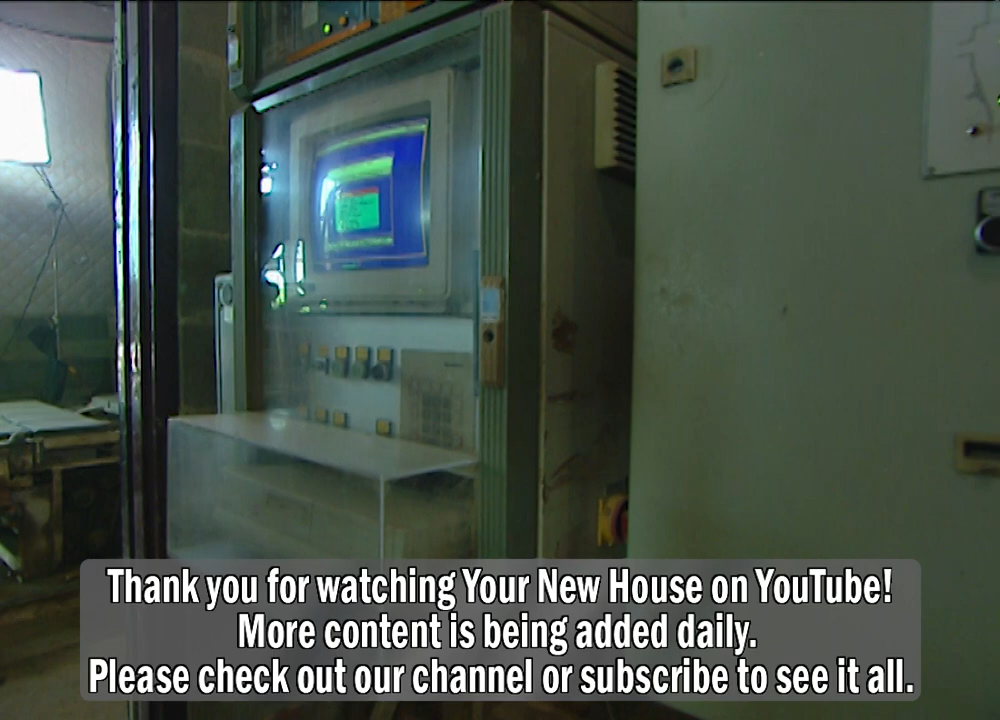 Thank you for watching Your New House on YouTube!
More content is being added daily.
Please check out our channel or subscribe to see it all.